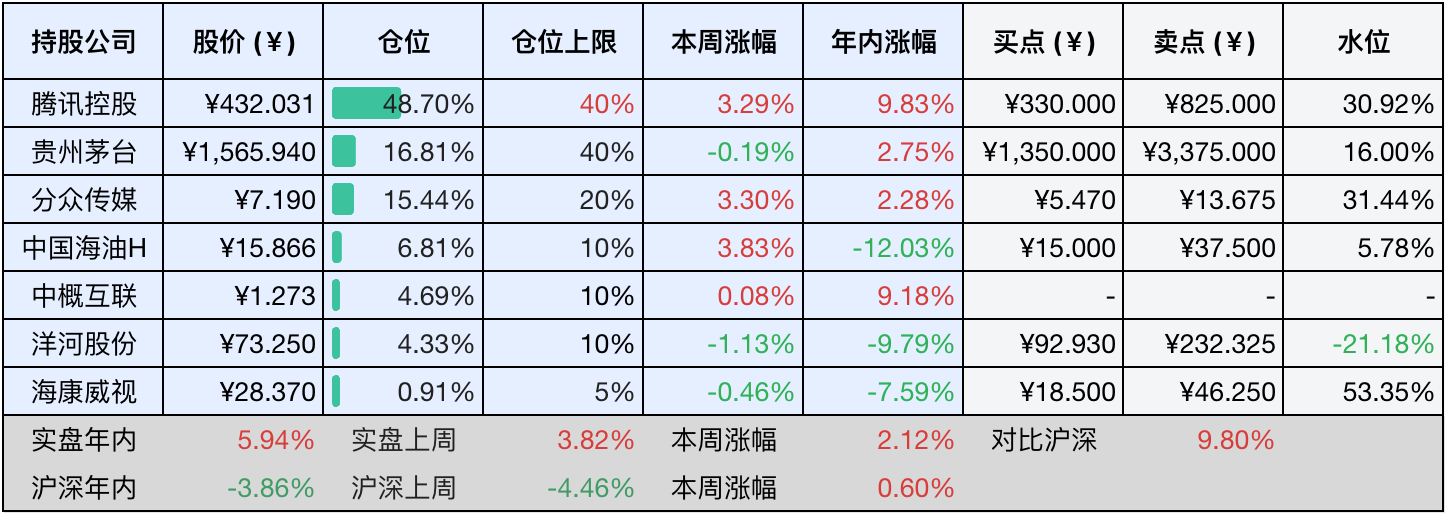 持股公司 股价 (¥) 仓位 仓位上限 本周涨幅 年内涨幅 买点 (¥) 卖点 (¥) 水位
腾讯控股 ¥432.031 48.70% 40% 3.29% 9.83% ¥330.000 ¥825.000 30.92%
贵州茅台 ¥1,565.940 16.81% 40% -0.19% 2.75% ¥1,350.000 ¥3,375.000 16.00%
分众传媒 ¥7.190 15.44% 20% 3.30% 2.28% ¥5.470 ¥13.675 31.44%
中国海油H ¥15.866 6.81% 10% 3.83% -12.03% ¥15.000 ¥37.500 5.78%
中概互联 ¥1.273 4.69% 10% 0.08% 9.18% - - -
洋河股份 ¥73.250 4.33% 10% -1.13% -9.79% ¥92.930 ¥232.325 -21.18%
海康威视 ¥28.370 0.91% 5% -0.46% -7.59% ¥18.500 ¥46.250 53.35%
实盘年内 5.94% 实盘上周 3.82% 本周涨幅 2.12% 对比沪深 9.80%
沪深年内 -3.86% 沪深上周 -4.46% 本周涨幅 0.60%